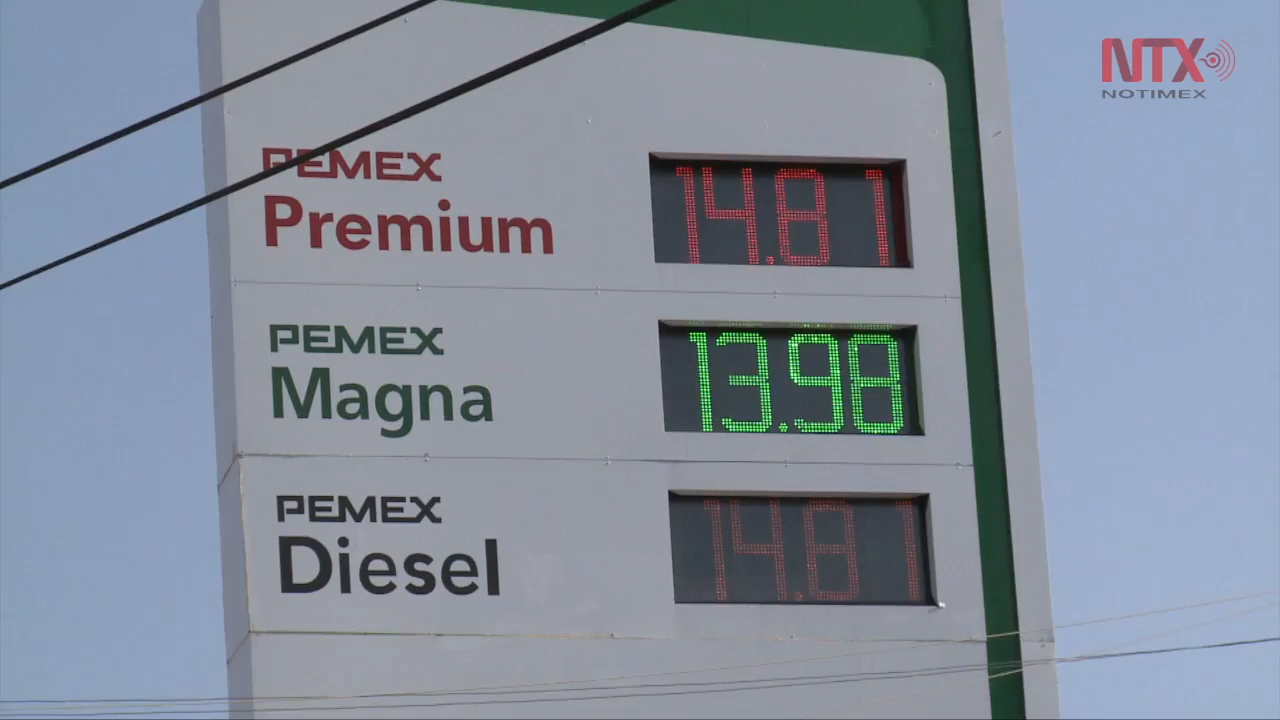 NTX
NOTIMEX
PEMEX
Premium
14.81
PEMEX
Magna
13.98
PEMEX
Diesel
14.81